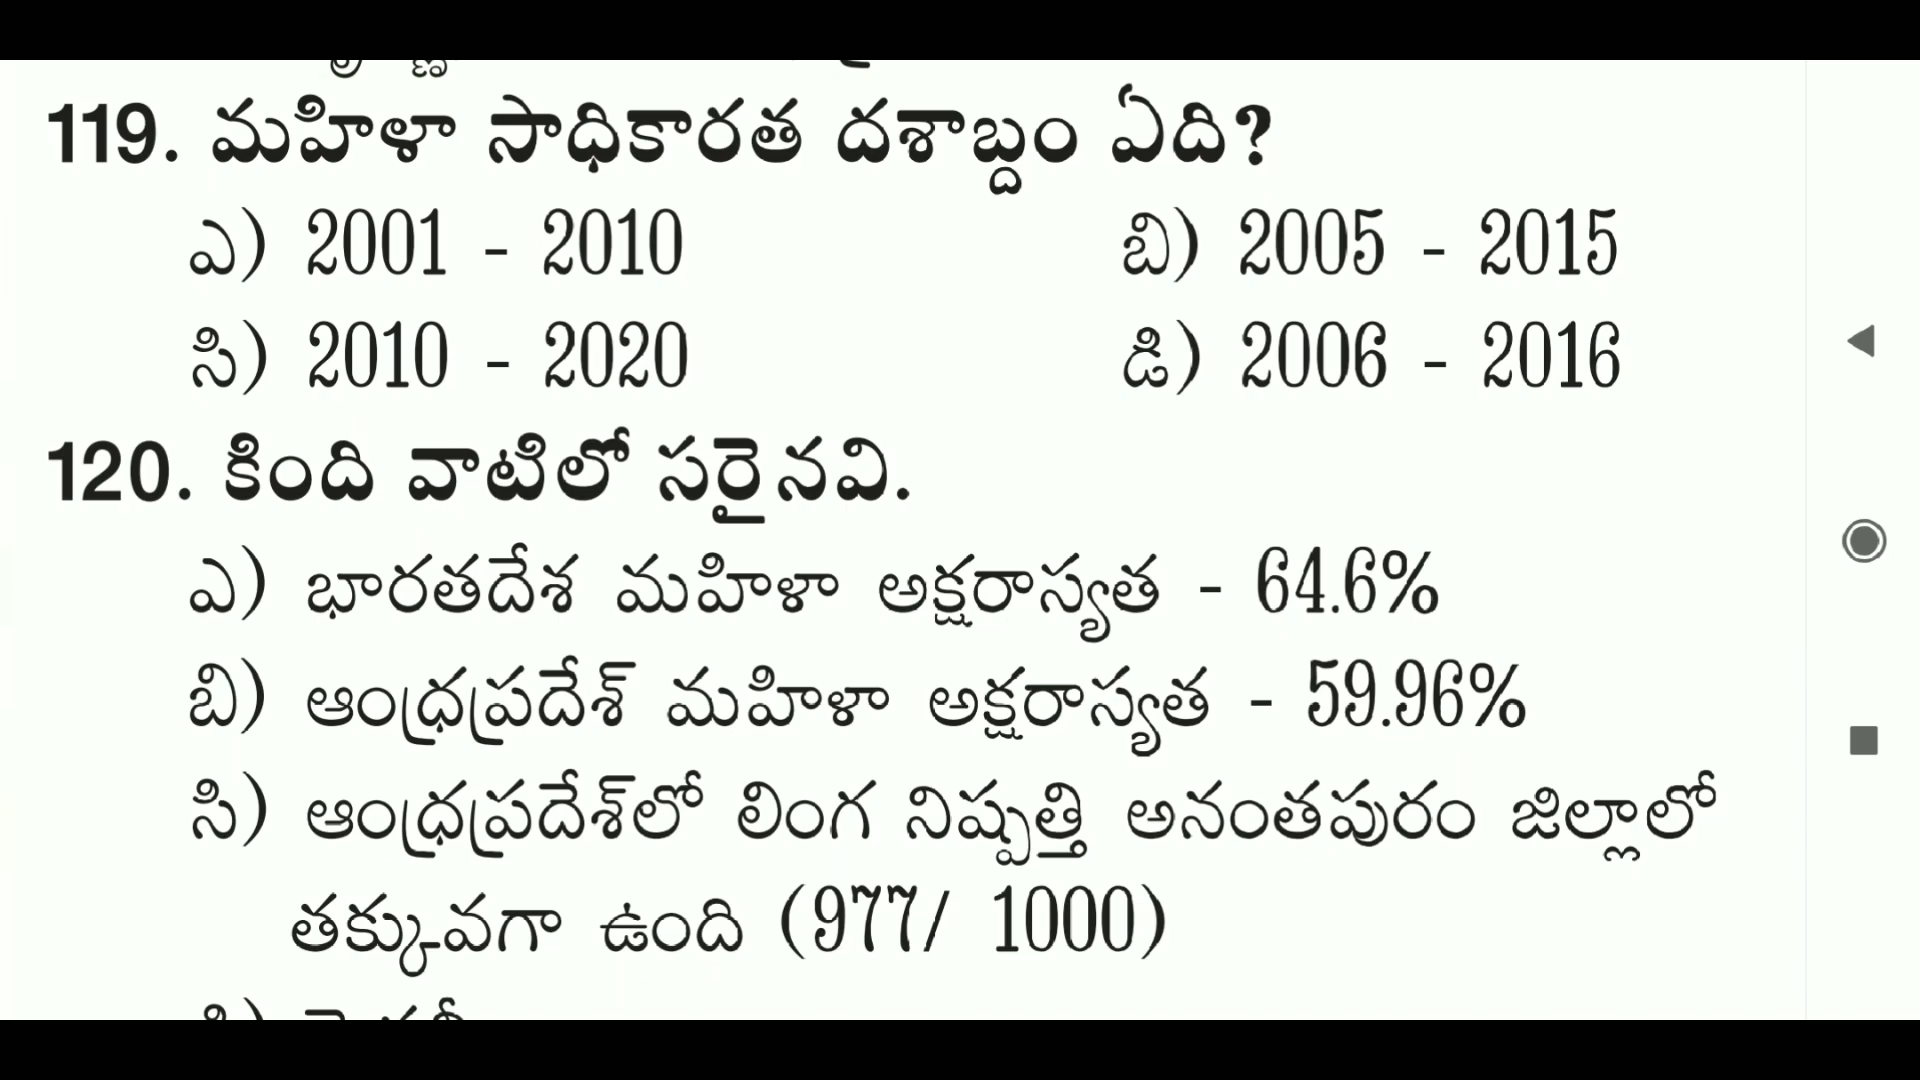 119. మహిళా సాధికారత దశాబ్దం ఏది?
ఎ) 2001 - 2010 బి) 2005 - 2015
సి) 2010 - 2020 డి) 2006 - 2016
120. కింది వాటిలో సరైనవి.
ఎ) భారతదేశ మహిళా అక్షరాస్యత - 64.6%
బి) ఆంధ్రప్రదేశ్ మహిళా అక్షరాస్యత - 59.96%
సి) ఆంధ్రప్రదేశ్‌లో లింగ నిష్పత్తి అనంతపురం జిల్లాలో
తక్కువగా ఉంది (977/ 1000)